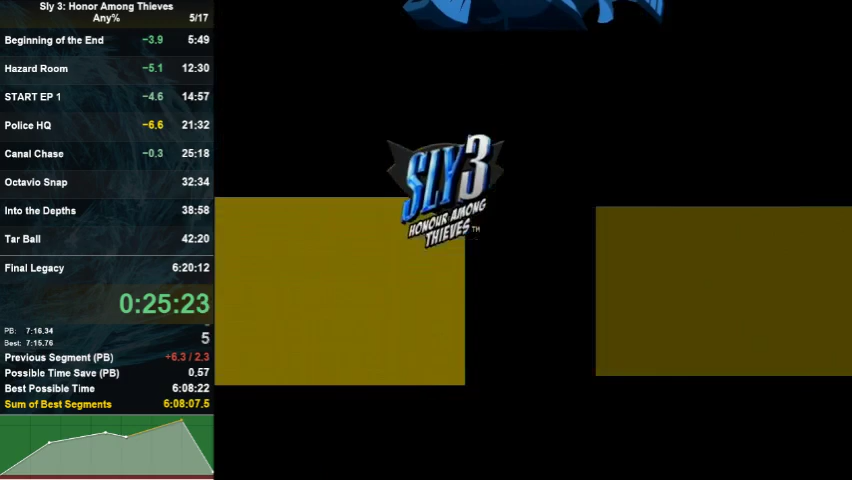 Sly 3: Honor Among Thieves
Any% 5/17
Beginning of the End −3.9 5:49
Hazard Room −5.1 12:30
START EP 1 −4.6 14:57
Police HQ −6.6 21:32
Canal Chase −0.3 25:18
Octavio Snap 32:34
Into the Depths 38:58
Tar Ball 42:20
Final Legacy 6:20:12
0:25:23
PB: 7:16.34
Best: 7:15.76
5
Previous Segment (PB) +6.3 / 2.3
Possible Time Save (PB) 0.57
Best Possible Time 6:08:22
Sum of Best Segments 6:08:07.5
SLY 3
HONOUR AMONG
THIEVES™